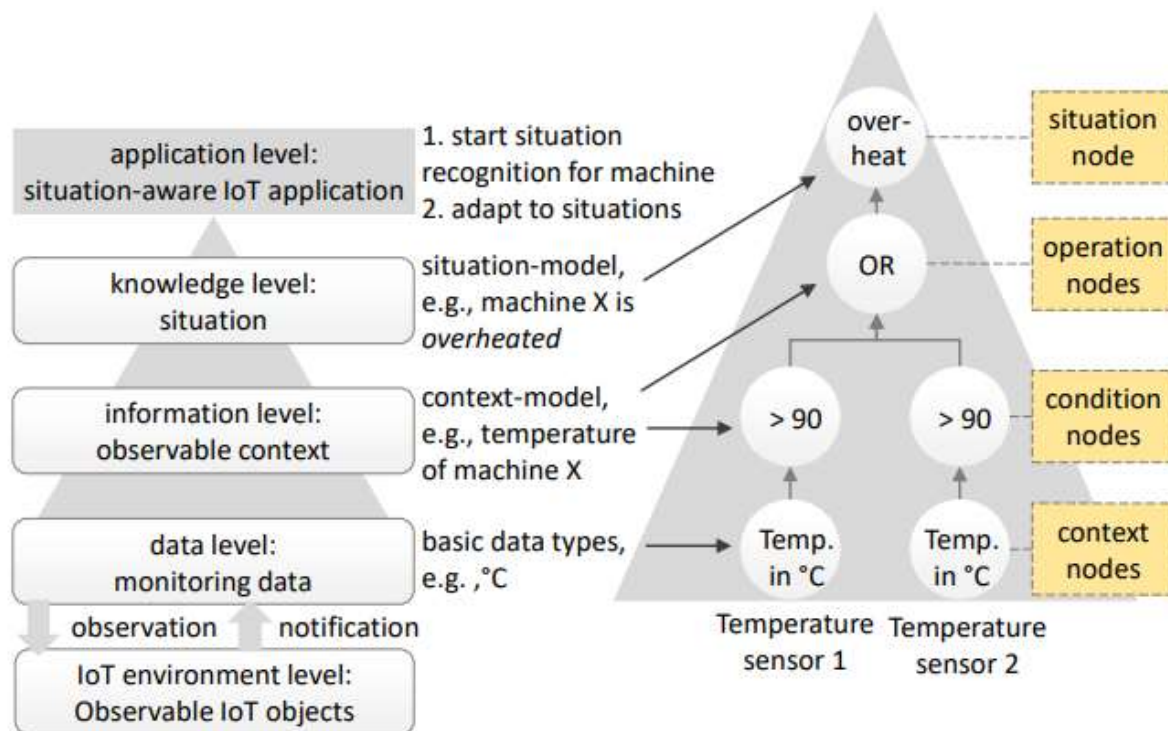 application level:
situation-aware IoT application
1. start situation
recognition for machine
2. adapt to situations
knowledge level:
situation
situation-model,
e.g., machine X is
overheated
information level:
observable context
context-model,
e.g., temperature
of machine X
data level:
monitoring data
basic data types,
e.g. ,°C
observation
notification
IoT environment level:
Observable IoT objects
over-
heat
OR
> 90
> 90
Temp.
in °C
Temp.
in °C
Temperature
sensor 1
Temperature
sensor 2
situation
node
operation
nodes
condition
nodes
context
nodes